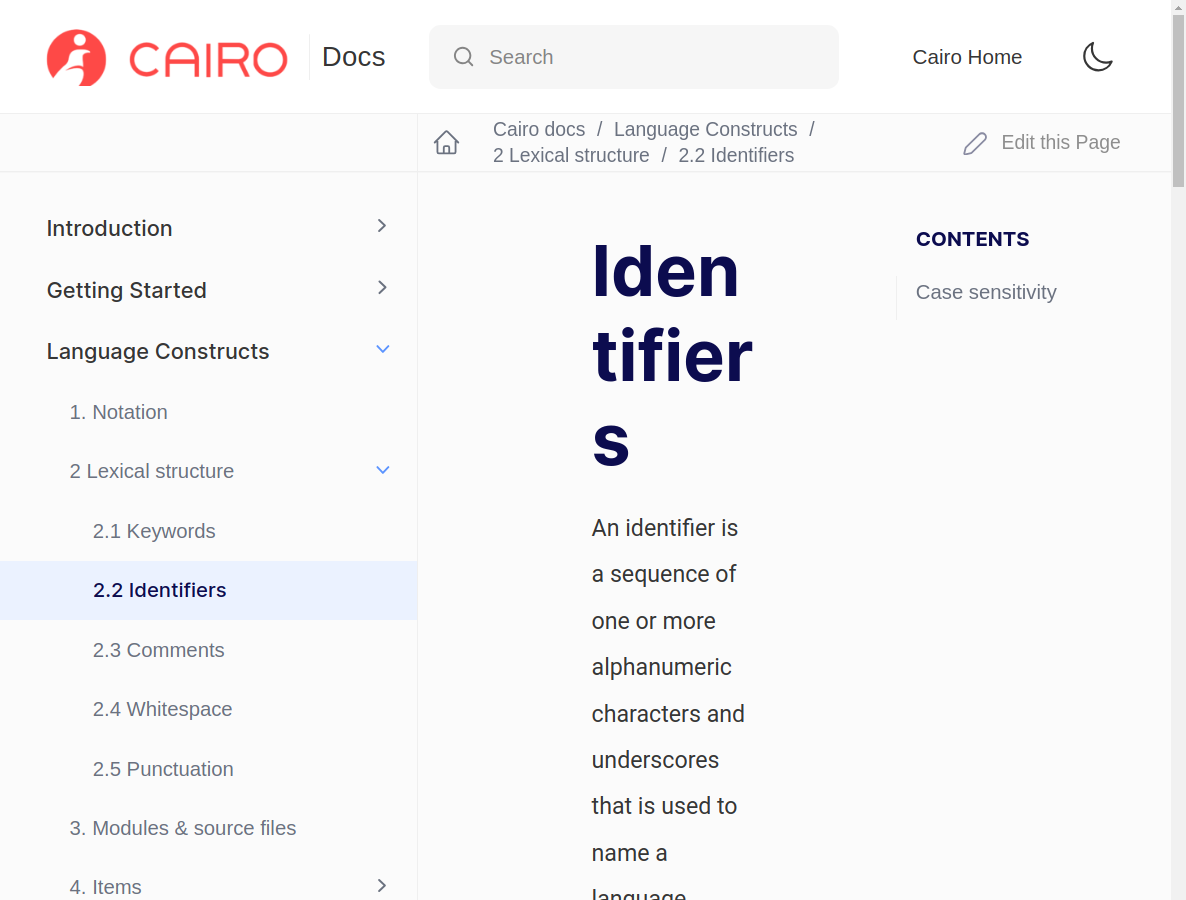 CAIRO Docs
Search
Cairo Home
Cairo docs / Language Constructs /
2 Lexical structure / 2.2 Identifiers
Edit this Page
Introduction
Getting Started
Language Constructs
1. Notation
2 Lexical structure
2.1 Keywords
2.2 Identifiers
2.3 Comments
2.4 Whitespace
2.5 Punctuation
3. Modules & source files
4. Items
Iden
tifier
s
An identifier is
a sequence of
one or more
alphanumeric
characters and
underscores
that is used to
name a
language
CONTENTS
Case sensitivity